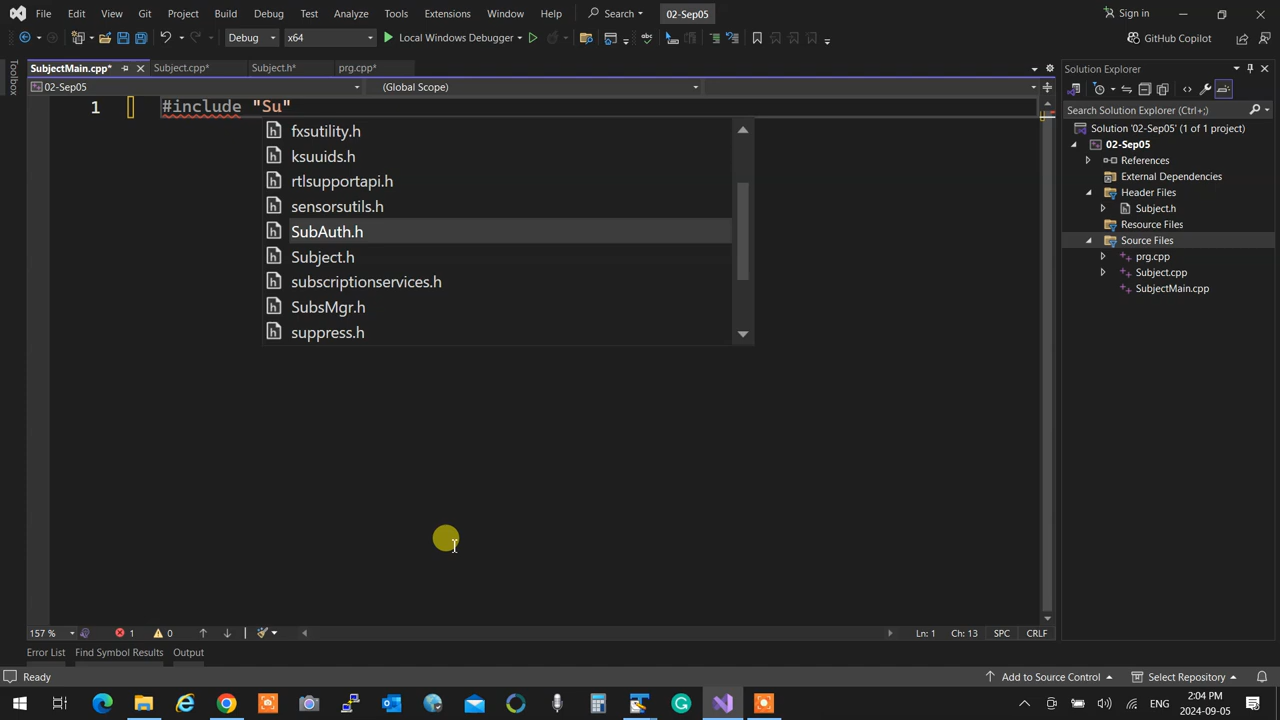 File Edit View Git Project Build Debug Test Analyze Tools Extensions Window Help Search 02-Sep05 Sign in
Debug x64 Local Windows Debugger GitHub Copilot
SubjectMain.cpp* Subject.cpp* Subject.h* prg.cpp*
Toolbox
02-Sep05 (Global Scope)
1 #include "Su"
fxsutility.h
ksuuids.h
rtlsupportapi.h
sensorsutils.h
SubAuth.h
Subject.h
subscriptionservices.h
SubsMgr.h
suppress.h
Solution Explorer
Search Solution Explorer (Ctrl+;)
Solution '02-Sep05' (1 of 1 project)
02-Sep05
References
External Dependencies
Header Files
Subject.h
Resource Files
Source Files
prg.cpp
Subject.cpp
SubjectMain.cpp
157 % 1 0 Ln: 1 Ch: 13 SPC CRLF
Error List Find Symbol Results Output
Ready Add to Source Control Select Repository
ENG 2:04 PM
2024-09-05